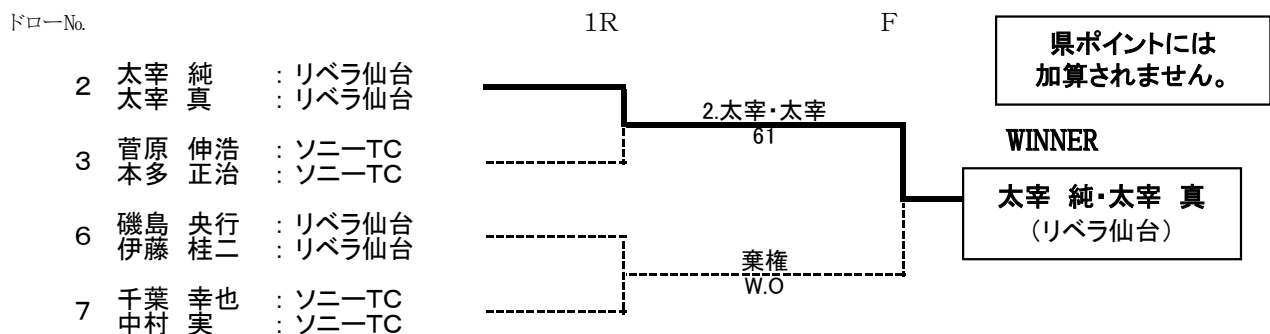 ドローNo. 1R F
県ポイントには
加算されません。
2 太宰 純 : リベラ仙台
太宰 真 : リベラ仙台
2.太宰・太宰
61
3 菅原 伸浩 : ソニーTC
本多 正治 : ソニーTC
WINNER
太宰 純・太宰 真
（リベラ仙台）
6 磯島 央行 : リベラ仙台
伊藤 桂二 : リベラ仙台
棄権
W.O
7 千葉 幸也 : ソニーTC
中村 実 : ソニーTC